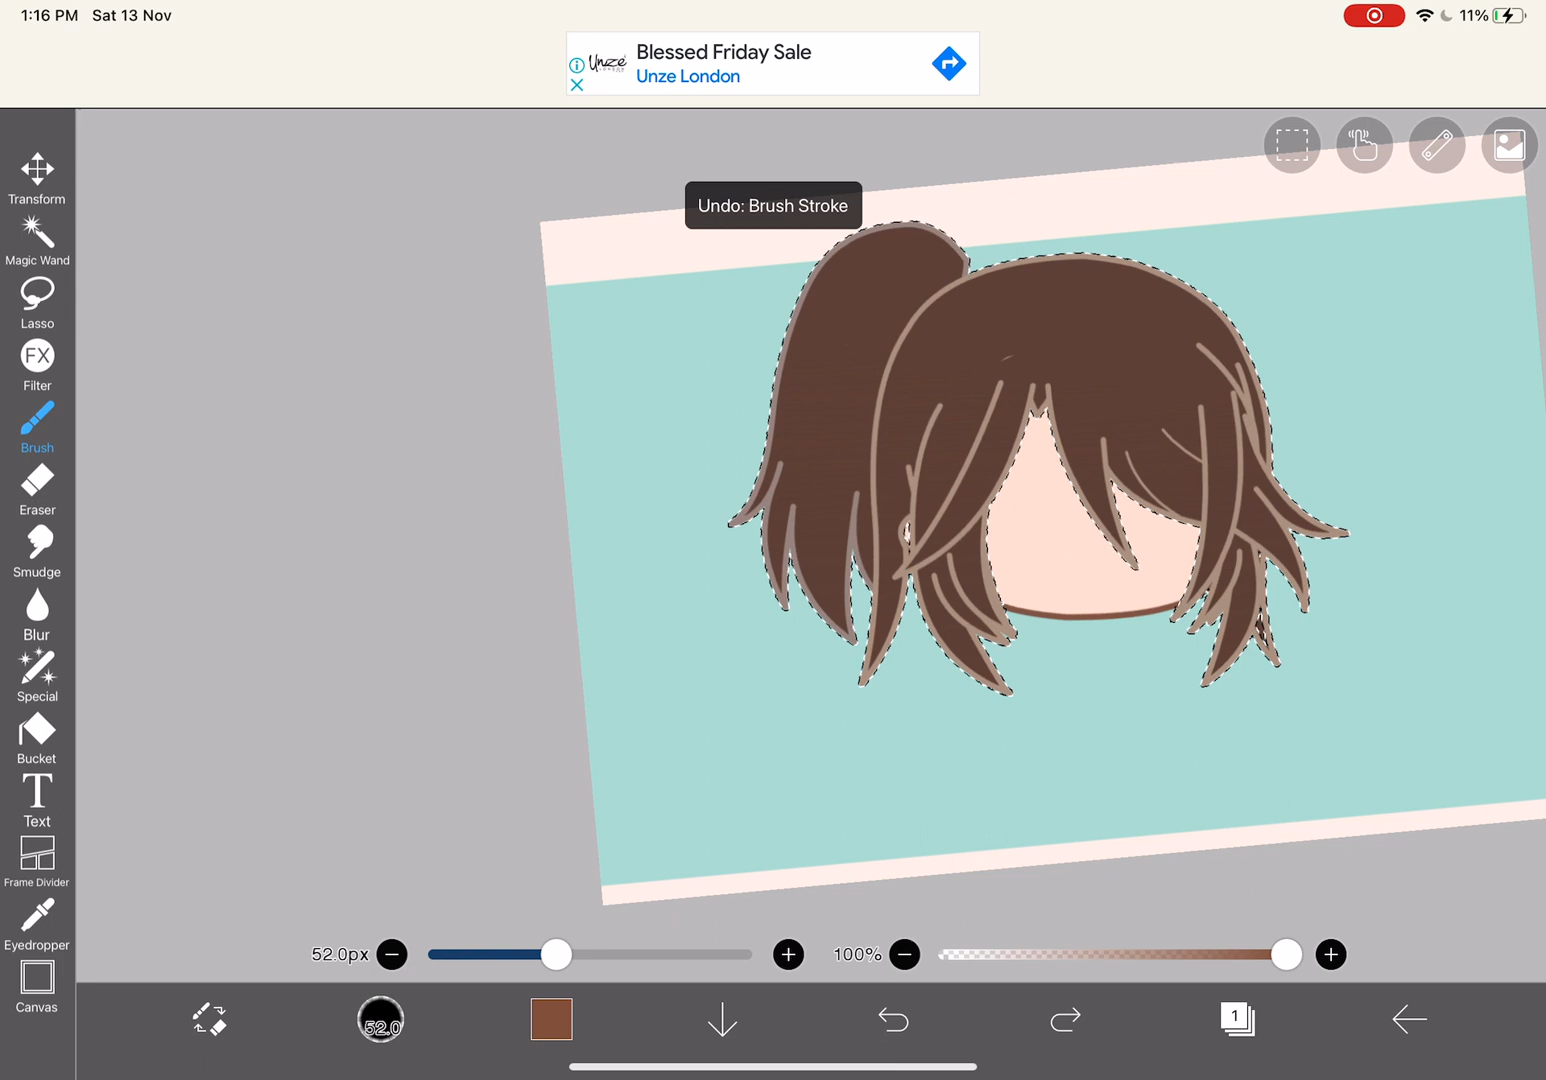 1:16 PM Sat 13 Nov
11%
Unze
Blessed Friday Sale
Unze London
Undo: Brush Stroke
Transform
Magic Wand
Lasso
FX
Filter
Brush
Eraser
Smudge
Blur
Special
Bucket
T
Text
Frame Divider
Eyedropper
Canvas
52.0px
100%
52.0
1